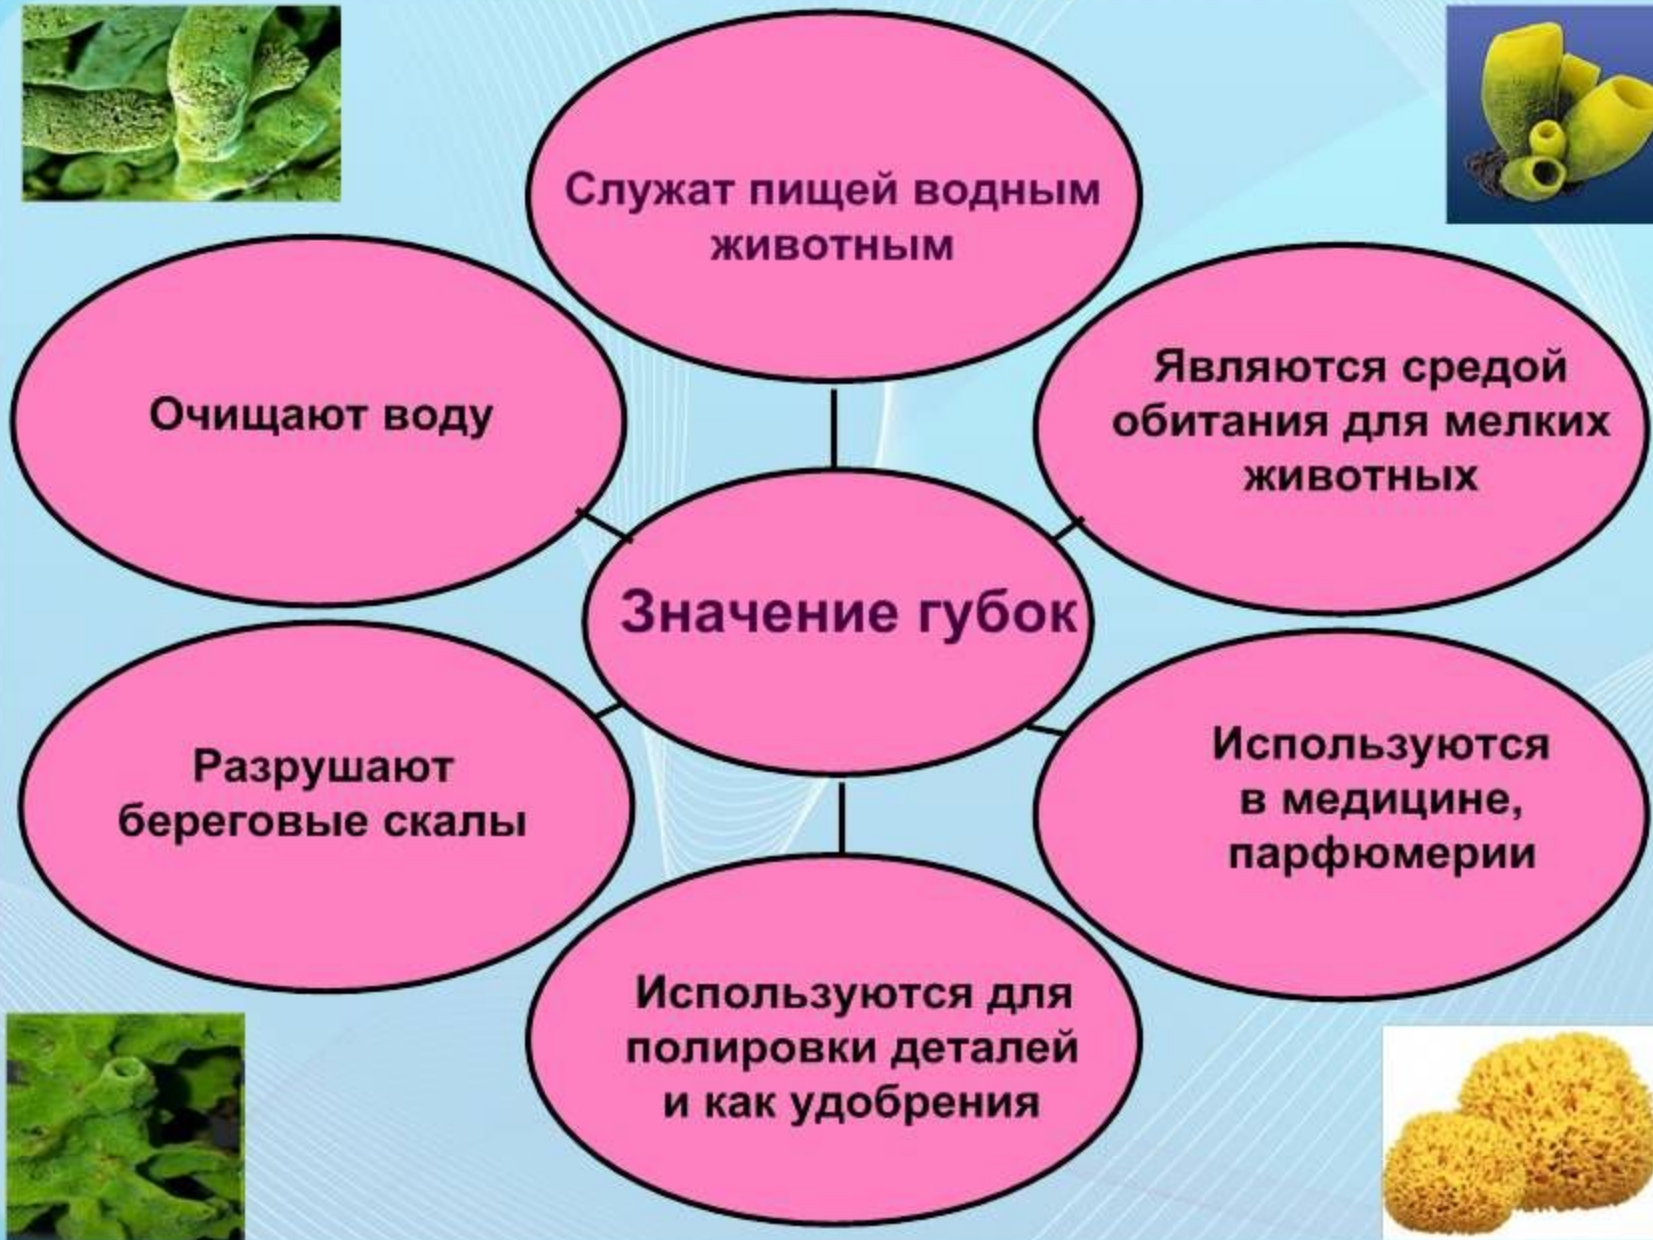 Служат пищей водным
животным
Очищают воду
Являются средой
обитания для мелких
животных
Значение губок
Разрушают
береговые скалы
Используются
в медицине,
парфюмерии
Используются для
полировки деталей
и как удобрения